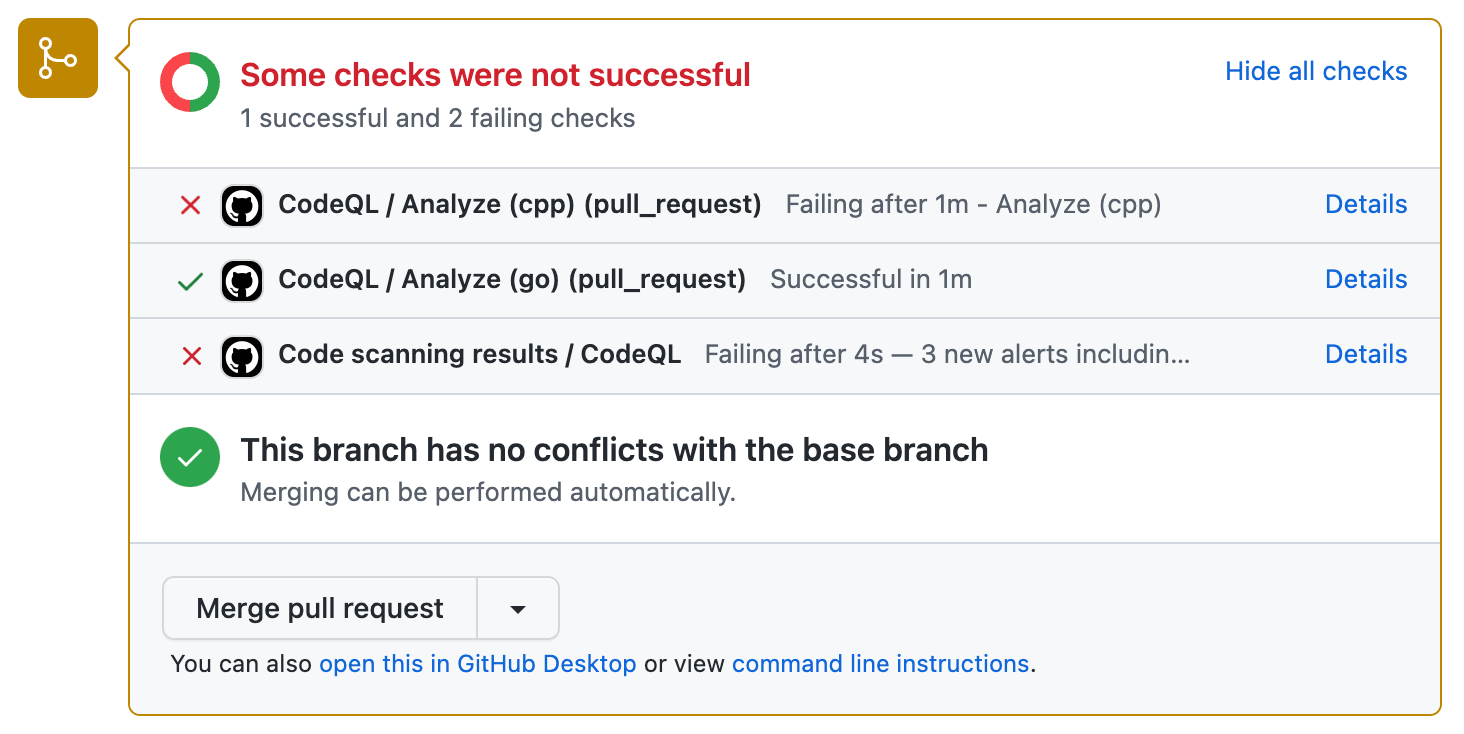 Some checks were not successful
Hide all checks
1 successful and 2 failing checks
CodeQL / Analyze (cpp) (pull_request) Failing after 1m - Analyze (cpp) Details
CodeQL / Analyze (go) (pull_request) Successful in 1m Details
Code scanning results / CodeQL Failing after 4s — 3 new alerts includin... Details
This branch has no conflicts with the base branch
Merging can be performed automatically.
Merge pull request
You can also open this in GitHub Desktop or view command line instructions.